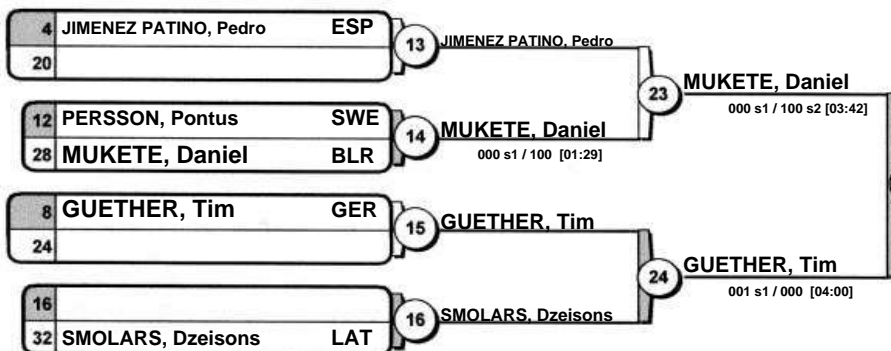 4 JIMENEZ PATINO, Pedro ESP
20
13 JIMENEZ PATINO, Pedro
12 PERSSON, Pontus SWE
28 MUKETE, Daniel BLR
14 MUKETE, Daniel
000 s1 / 100 [01:29]
23 MUKETE, Daniel
000 s1 / 100 s2 [03:42]
8 GUETHER, Tim GER
24
15 GUETHER, Tim
16
32 SMOLARS, Dzeisons LAT
16 SMOLARS, Dzeisons
24 GUETHER, Tim
001 s1 / 000 [04:00]